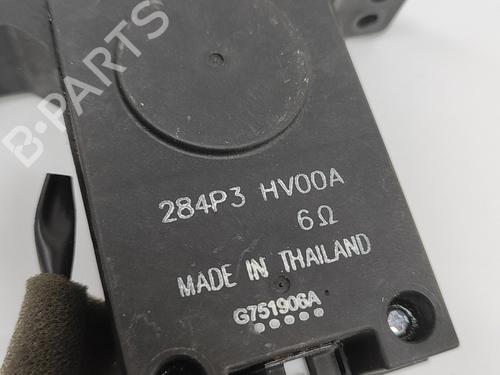 B-PARTS
284P3 HV00A
6Ω
MADE IN THAILAND
G751906A